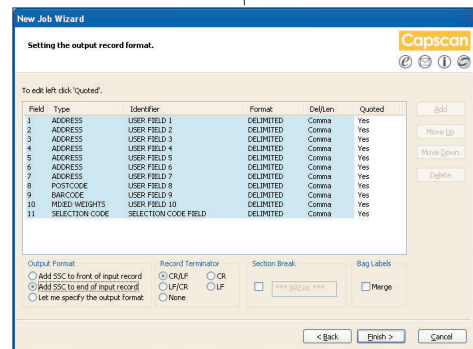 New Job Wizard
Setting the output record format.
Capscan
To edit left click 'Quoted'.
Field Type Identifier Format Del/Len Quoted
1 ADDRESS USER FIELD 1 DELIMITED Comma Yes
2 ADDRESS USER FIELD 2 DELIMITED Comma Yes
3 ADDRESS USER FIELD 3 DELIMITED Comma Yes
4 ADDRESS USER FIELD 4 DELIMITED Comma Yes
5 ADDRESS USER FIELD 5 DELIMITED Comma Yes
6 ADDRESS USER FIELD 6 DELIMITED Comma Yes
7 ADDRESS USER FIELD 7 DELIMITED Comma Yes
8 POSTCODE USER FIELD 8 DELIMITED Comma Yes
9 BARCODE USER FIELD 9 DELIMITED Comma Yes
10 MIXED WEIGHTS USER FIELD 10 DELIMITED Comma Yes
11 SELECTION CODE SELECTION CODE FIELD DELIMITED Comma Yes
Add
Move Up
Move Down
Delete
Output Format
Add SSC to front of input record
Add SSC to end of input record
Let me specify the output format
Record Terminator
CR/LF CR
LF/CR LF
None
Section Break
*** BREAK ***
Bag Labels
Merge
< Back Finish > Cancel